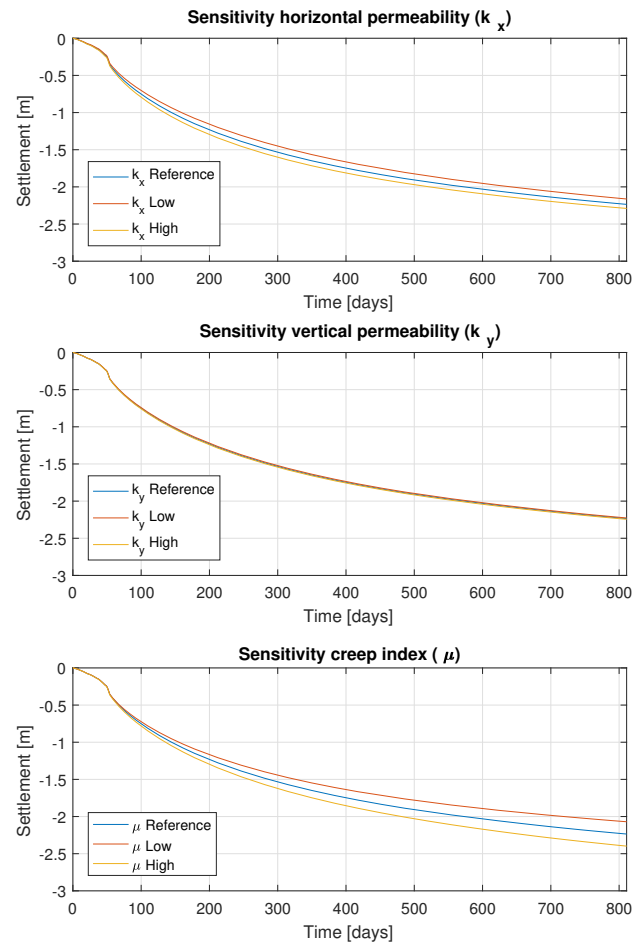 Sensitivity horizontal permeability (k x)
0
-0.5
-1
-1.5
-2
-2.5
-3
Settlement [m]
k x Reference
k x Low
k x High
0 100 200 300 400 500 600 700 800
Time [days]
Sensitivity vertical permeability (k y)
0
-0.5
-1
-1.5
-2
-2.5
-3
Settlement [m]
k y Reference
k y Low
k y High
0 100 200 300 400 500 600 700 800
Time [days]
Sensitivity creep index ( μ)
0
-0.5
-1
-1.5
-2
-2.5
-3
Settlement [m]
μ Reference
μ Low
μ High
0 100 200 300 400 500 600 700 800
Time [days]